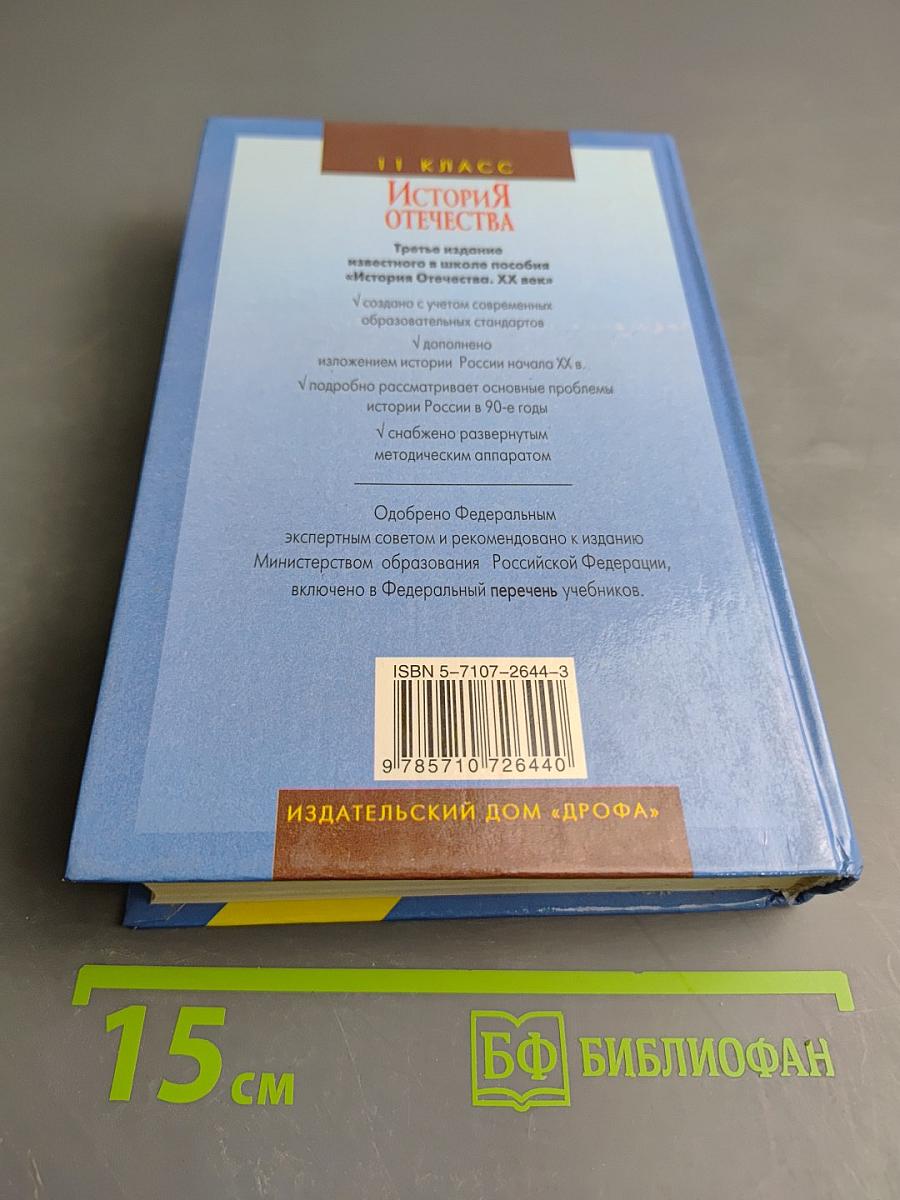 11 КЛАСС
ИСТОРИЯ
ОТЕЧЕСТВА
Третье издание
известного в школе пособия
«История Отечества. XX век»
√ создано с учетом современных
образовательных стандартов
√ дополнено
изложением истории России начала XX в.
√ подробно рассматривает основные проблемы
истории России в 90-е годы
√ снабжено развернутым
методическим аппаратом
Одобрено Федеральным
экспертным советом и рекомендовано к изданию
Министерством образования Российской Федерации,
включено в Федеральный перечень учебников.
ISBN 5-7107-2644-3
9 785710 726440
ИЗДАТЕЛЬСКИЙ ДОМ «ДРОФА»
15 см
БФ БИБЛИОФАН